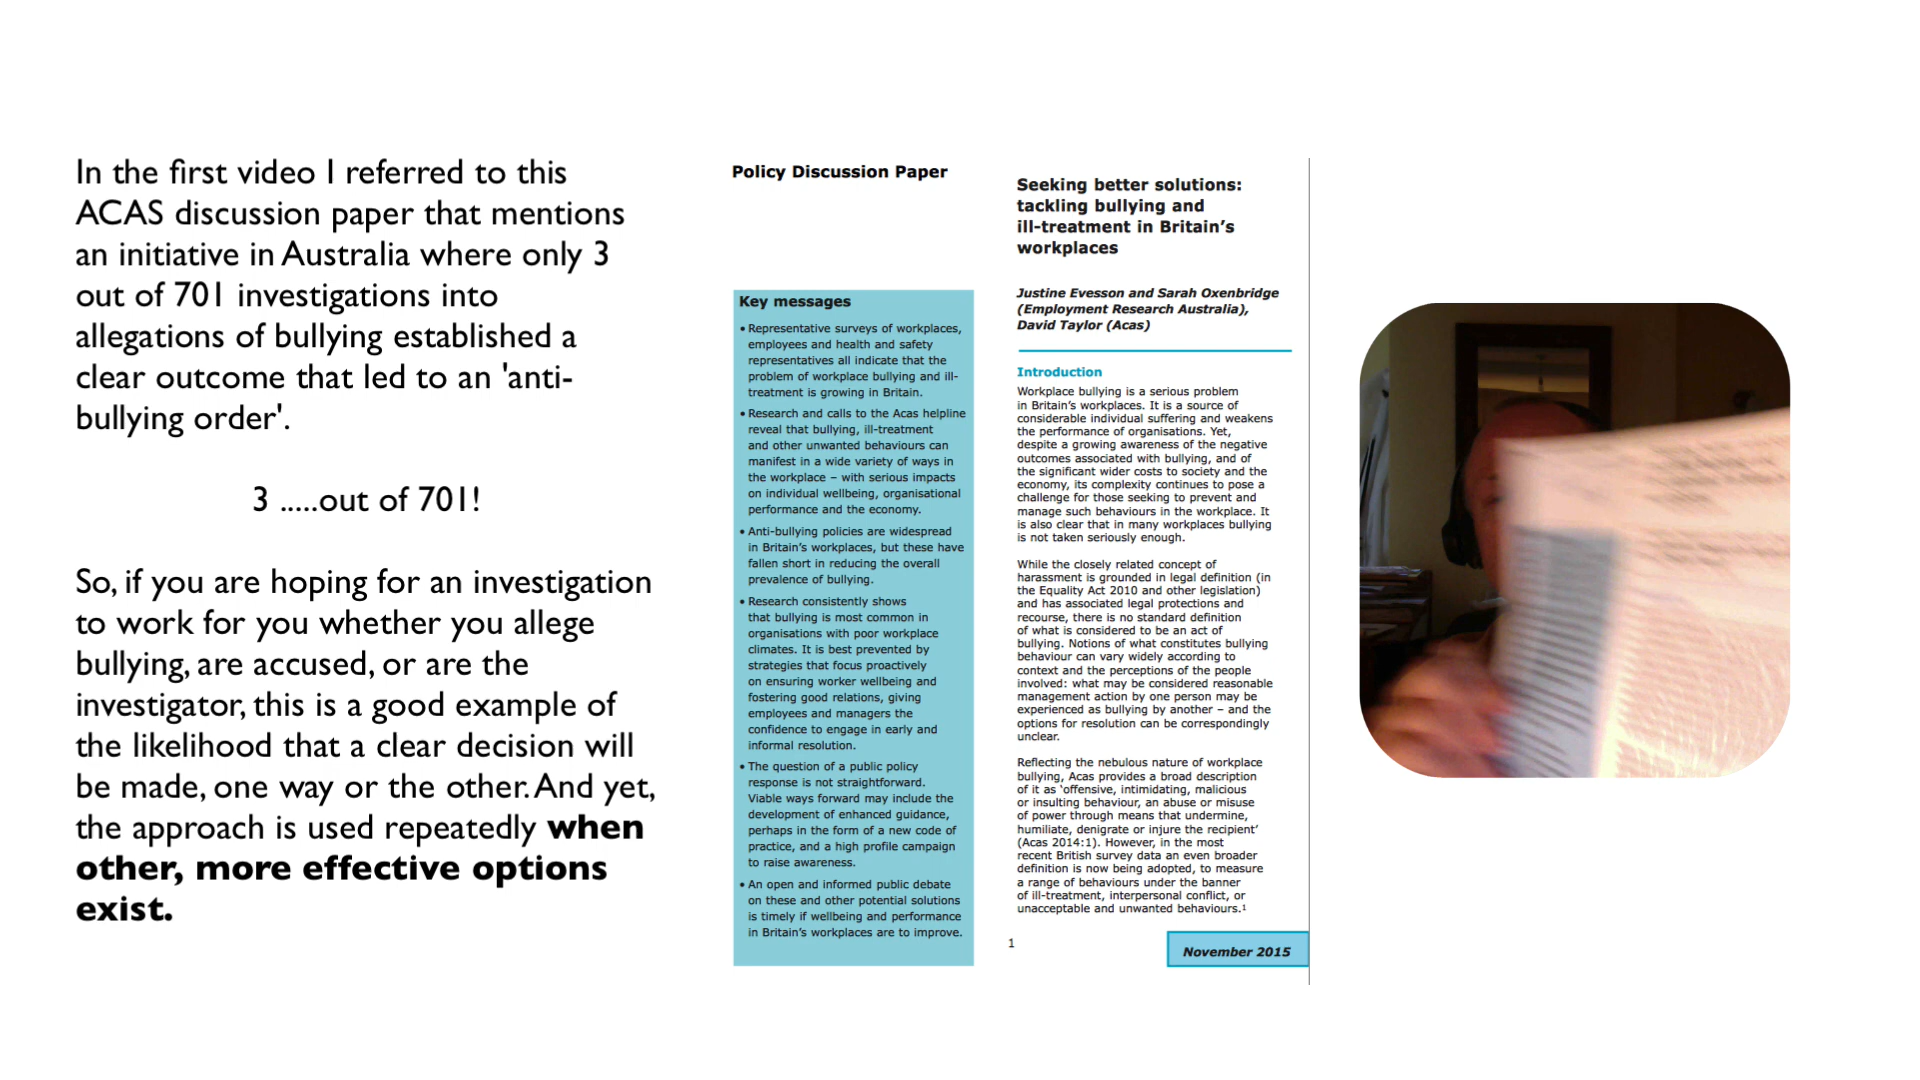 In the first video I referred to this
ACAS discussion paper that mentions
an initiative in Australia where only 3
out of 701 investigations into
allegations of bullying established a
clear outcome that led to an 'anti-
bullying order'.
3 .....out of 701!
So, if you are hoping for an investigation
to work for you whether you allege
bullying, are accused, or are the
investigator, this is a good example of
the likelihood that a clear decision will
be made, one way or the other. And yet,
the approach is used repeatedly when
other, more effective options
exist.
Policy Discussion Paper
Key messages
• Representative surveys of workplaces,
employees and health and safety
representatives all indicate that the
problem of workplace bullying and ill-
treatment is growing in Britain.
• Research and calls to the Acas helpline
reveal that bullying, ill-treatment
and other unwanted behaviours can
manifest in a wide variety of ways in
the workplace – with serious impacts
on individual wellbeing, organisational
performance and the economy.
• Anti-bullying policies are widespread
in Britain's workplaces, but these have
fallen short in reducing the overall
prevalence of bullying.
• Research consistently shows
that bullying is most common in
organisations with poor workplace
climates. It is best prevented by
strategies that focus proactively
on ensuring worker wellbeing and
fostering good relations, giving
employees and managers the
confidence to engage in early and
informal resolution.
• The question of a public policy
response is not straightforward.
Viable ways forward may include the
development of enhanced guidance,
perhaps in the form of a new code of
practice, and a high profile campaign
to raise awareness.
• An open and informed public debate
on these and other potential solutions
is timely if wellbeing and performance
in Britain's workplaces are to improve.
Seeking better solutions:
tackling bullying and
ill-treatment in Britain's
workplaces
Justine Evesson and Sarah Oxenbridge
(Employment Research Australia),
David Taylor (Acas)
Introduction
Workplace bullying is a serious problem
in Britain's workplaces. It is a source of
considerable individual suffering and weakens
the performance of organisations. Yet,
despite a growing awareness of the negative
outcomes associated with bullying, and of
the significant wider costs to society and the
economy, its complexity continues to pose a
challenge for those seeking to prevent and
manage such behaviours in the workplace. It
is also clear that in many workplaces bullying
is not taken seriously enough.
While the closely related concept of
harassment is grounded in legal definition (in
the Equality Act 2010 and other legislation)
and has associated legal protections and
recourse, there is no standard definition
of what is considered to be an act of
bullying. Notions of what constitutes bullying
behaviour can vary widely according to
context and the perceptions of the people
involved: what may be considered reasonable
management action by one person may be
experienced as bullying by another – and the
options for resolution can be correspondingly
unclear.
Reflecting the nebulous nature of workplace
bullying, Acas provides a broad description
of it as 'offensive, intimidating, malicious
or insulting behaviour, an abuse or misuse
of power through means that undermine,
humiliate, denigrate or injure the recipient'
(Acas 2014:1). However, in the most
recent British survey data an even broader
definition is now being adopted, to measure
a range of behaviours under the banner
of ill-treatment, interpersonal conflict, or
unacceptable and unwanted behaviours.¹
1
November 2015